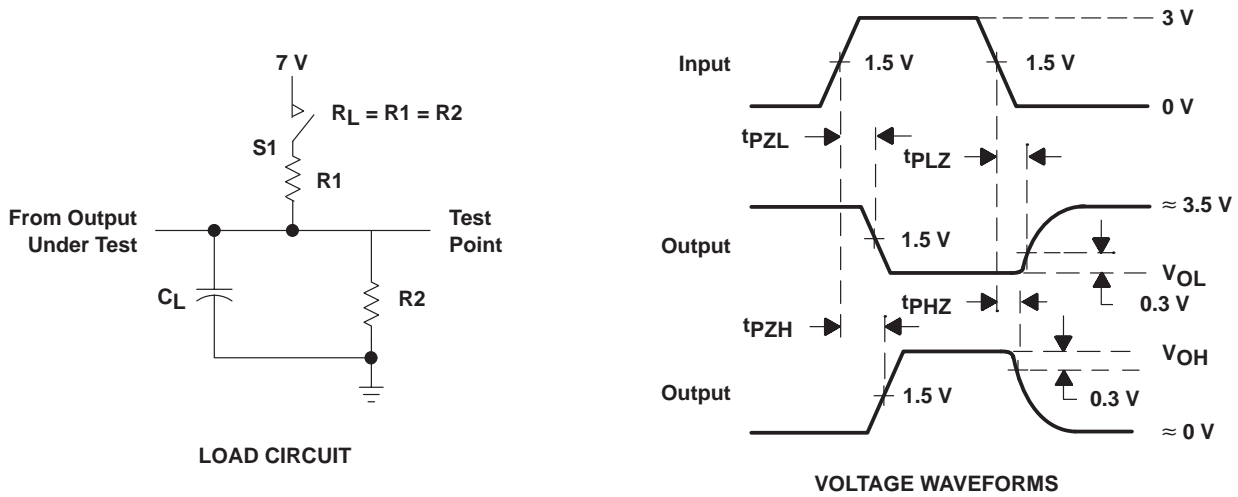 7 V
RL = R1 = R2
S1
R1
From Output
Under Test
Test
Point
CL
R2
LOAD CIRCUIT
3 V
Input
1.5 V
1.5 V
0 V
tPZL
tPLZ
≈ 3.5 V
Output
1.5 V
VOL
0.3 V
tPHZ
tPZH
VOH
Output
1.5 V
0.3 V
≈ 0 V
VOLTAGE WAVEFORMS